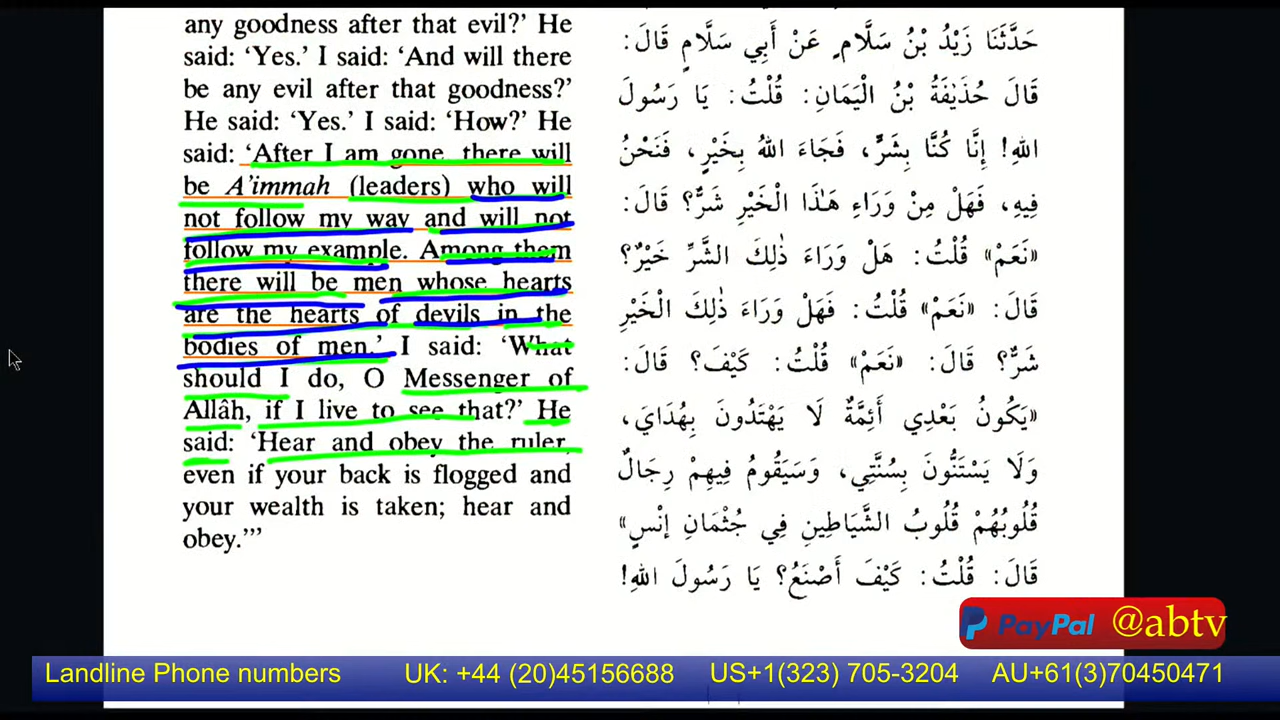 any goodness after that evil?’ He
said: ‘Yes.’ I said: ‘And will there
be any evil after that goodness?’
He said: ‘Yes.’ I said: ‘How?’ He
said: ‘After I am gone, there will
be A’immah (leaders) who will
not follow my way and will not
follow my example. Among them
there will be men whose hearts
are the hearts of devils in the
bodies of men.’ I said: ‘What
should I do, O Messenger of
Allâh, if I live to see that?’ He
said: ‘Hear and obey the ruler,
even if your back is flogged and
your wealth is taken; hear and
obey.’”’
حَدَّثَنَا زَيْدُ بْنُ سَلَّامٍ عَنْ أَبِي سَلَّامٍ قَالَ:
قَالَ حُذَيْفَةُ بْنُ الْيَمَانِ: قُلْتُ: يَا رَسُولَ
اللهِ! إِنَّا كُنَّا بِشَرٍّ، فَجَاءَ اللهُ بِخَيْرٍ، فَنَحْنُ
فِيهِ، فَهَلْ مِنْ وَرَاءِ هٰذَا الْخَيْرِ شَرٌّ؟ قَالَ:
«نَعَمْ» قُلْتُ: هَلْ وَرَاءَ ذٰلِكَ الشَّرِّ خَيْرٌ؟
قَالَ: «نَعَمْ» قُلْتُ: فَهَلْ وَرَاءَ ذٰلِكَ الْخَيْرِ
شَرٌّ؟ قَالَ: «نَعَمْ» قُلْتُ: كَيْفَ؟ قَالَ:
«يَكُونُ بَعْدِي أَئِمَّةٌ لَا يَهْتَدُونَ بِهُدَايَ،
وَلَا يَسْتَنُّونَ بِسُنَّتِي، وَسَيَقُومُ فِيهِمْ رِجَالٌ
قُلُوبُهُمْ قُلُوبُ الشَّيَاطِينِ فِي جُثْمَانِ إِنْسٍ»
قَالَ: قُلْتُ: كَيْفَ أَصْنَعُ؟ يَا رَسُولَ اللهِ!
PayPal @abtv
Landline Phone numbers UK: +44 (20)45156688 US+1(323) 705-3204 AU+61(3)70450471